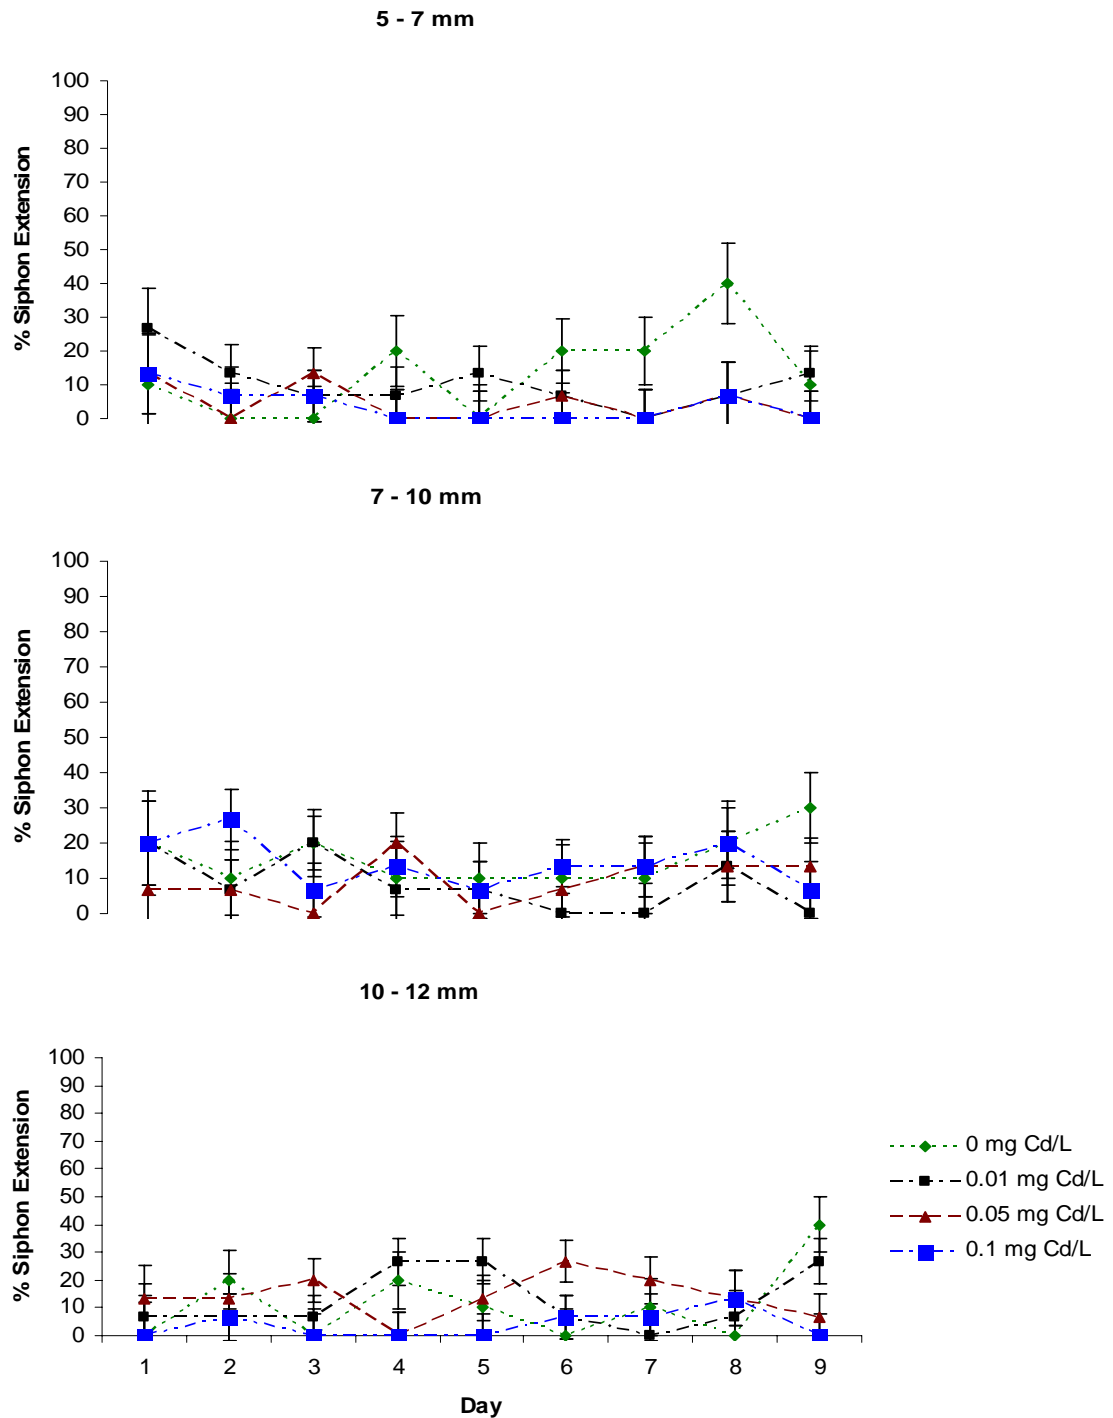 5 - 7 mm
100
90
80
70
60
50
40
30
20
10
0
% Siphon Extension
7 - 10 mm
100
90
80
70
60
50
40
30
20
10
0
% Siphon Extension
10 - 12 mm
100
90
80
70
60
50
40
30
20
10
0
% Siphon Extension
1 2 3 4 5 6 7 8 9
Day
0 mg Cd/L
0.01 mg Cd/L
0.05 mg Cd/L
0.1 mg Cd/L